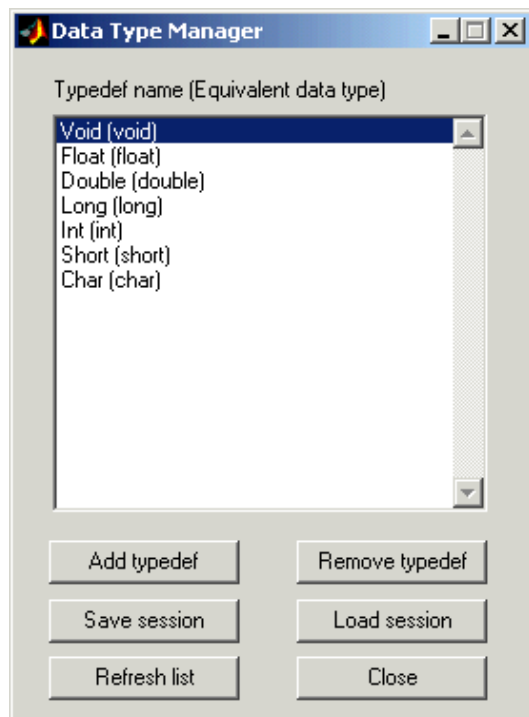 Data Type Manager
Typedef name (Equivalent data type)
Void (void)
Float (float)
Double (double)
Long (long)
Int (int)
Short (short)
Char (char)
Add typedef
Remove typedef
Save session
Load session
Refresh list
Close